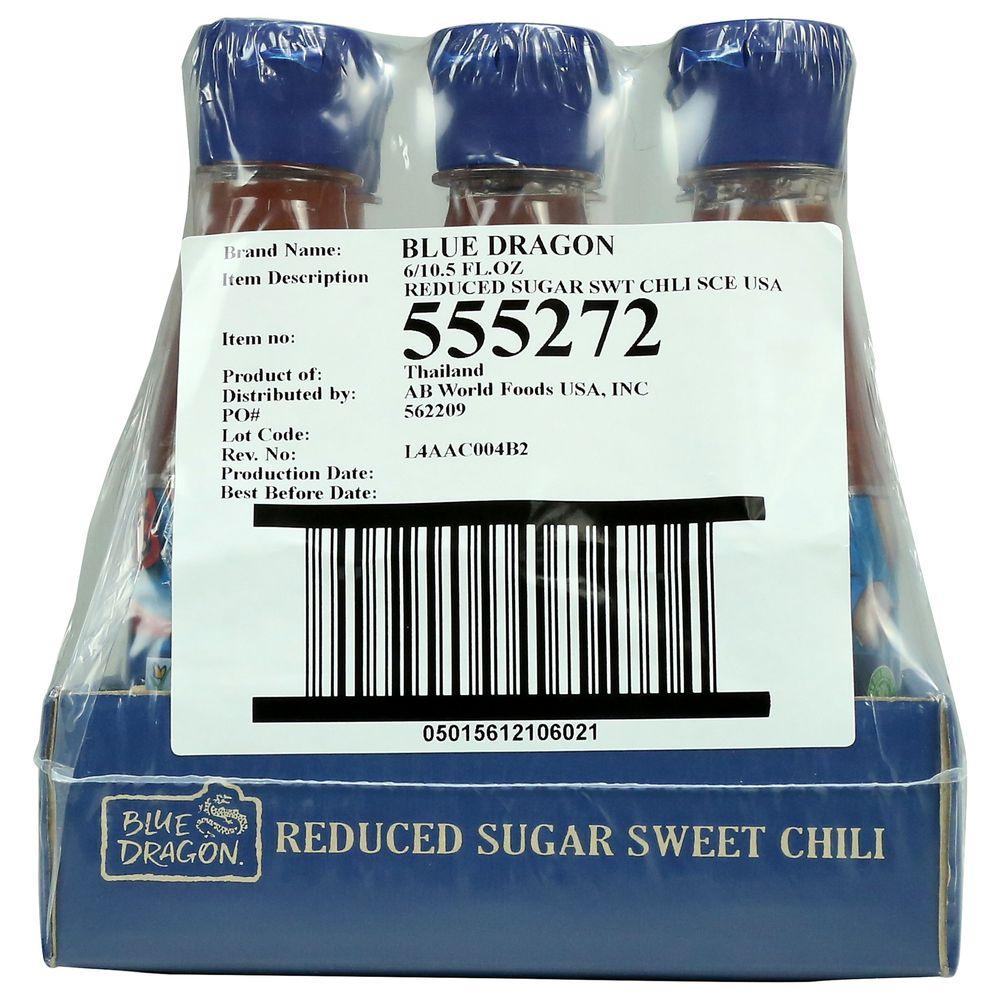 Brand Name: BLUE DRAGON
Item Description 6/10.5 FL.OZ
REDUCED SUGAR SWT CHLI SCE USA
Item no: 555272
Product of: Thailand
Distributed by: AB World Foods USA, INC
PO# 562209
Lot Code:
Rev. No: L4AAC004B2
Production Date:
Best Before Date:
05015612106021
BLUE
DRAGON.
REDUCED SUGAR SWEET CHILI